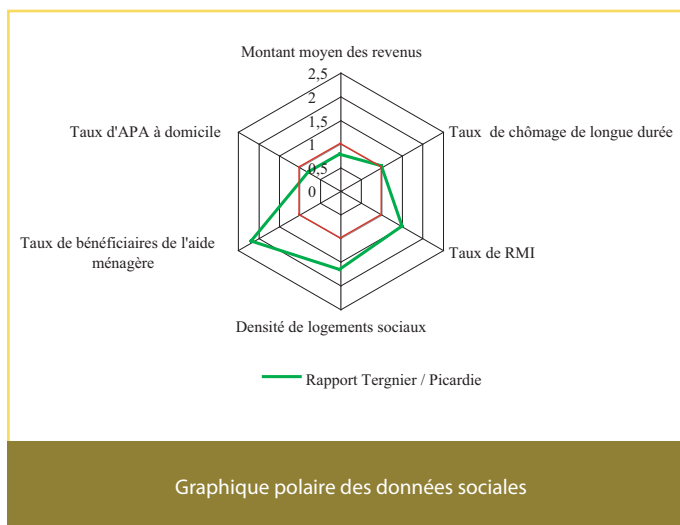 Montant moyen des revenus
2,5
2
1,5
1
0,5
0
Taux d'APA à domicile
Taux de chômage de longue durée
Taux de bénéficiaires de l'aide
ménagère
Taux de RMI
Densité de logements sociaux
Rapport Tergnier / Picardie
Graphique polaire des données sociales